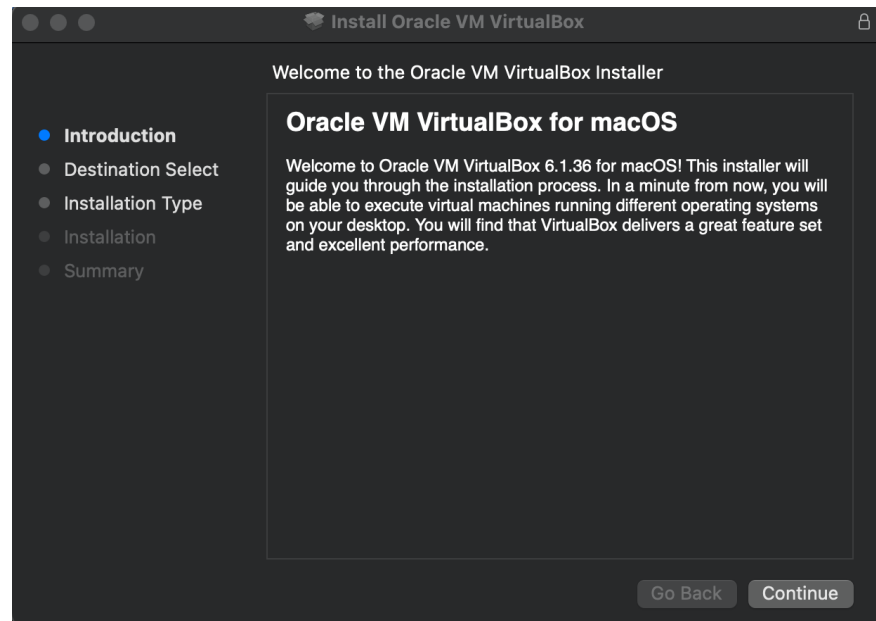 Install Oracle VM VirtualBox
Welcome to the Oracle VM VirtualBox Installer
Introduction
Destination Select
Installation Type
Installation
Summary
Oracle VM VirtualBox for macOS
Welcome to Oracle VM VirtualBox 6.1.36 for macOS! This installer will
guide you through the installation process. In a minute from now, you will
be able to execute virtual machines running different operating systems
on your desktop. You will find that VirtualBox delivers a great feature set
and excellent performance.
Go Back
Continue